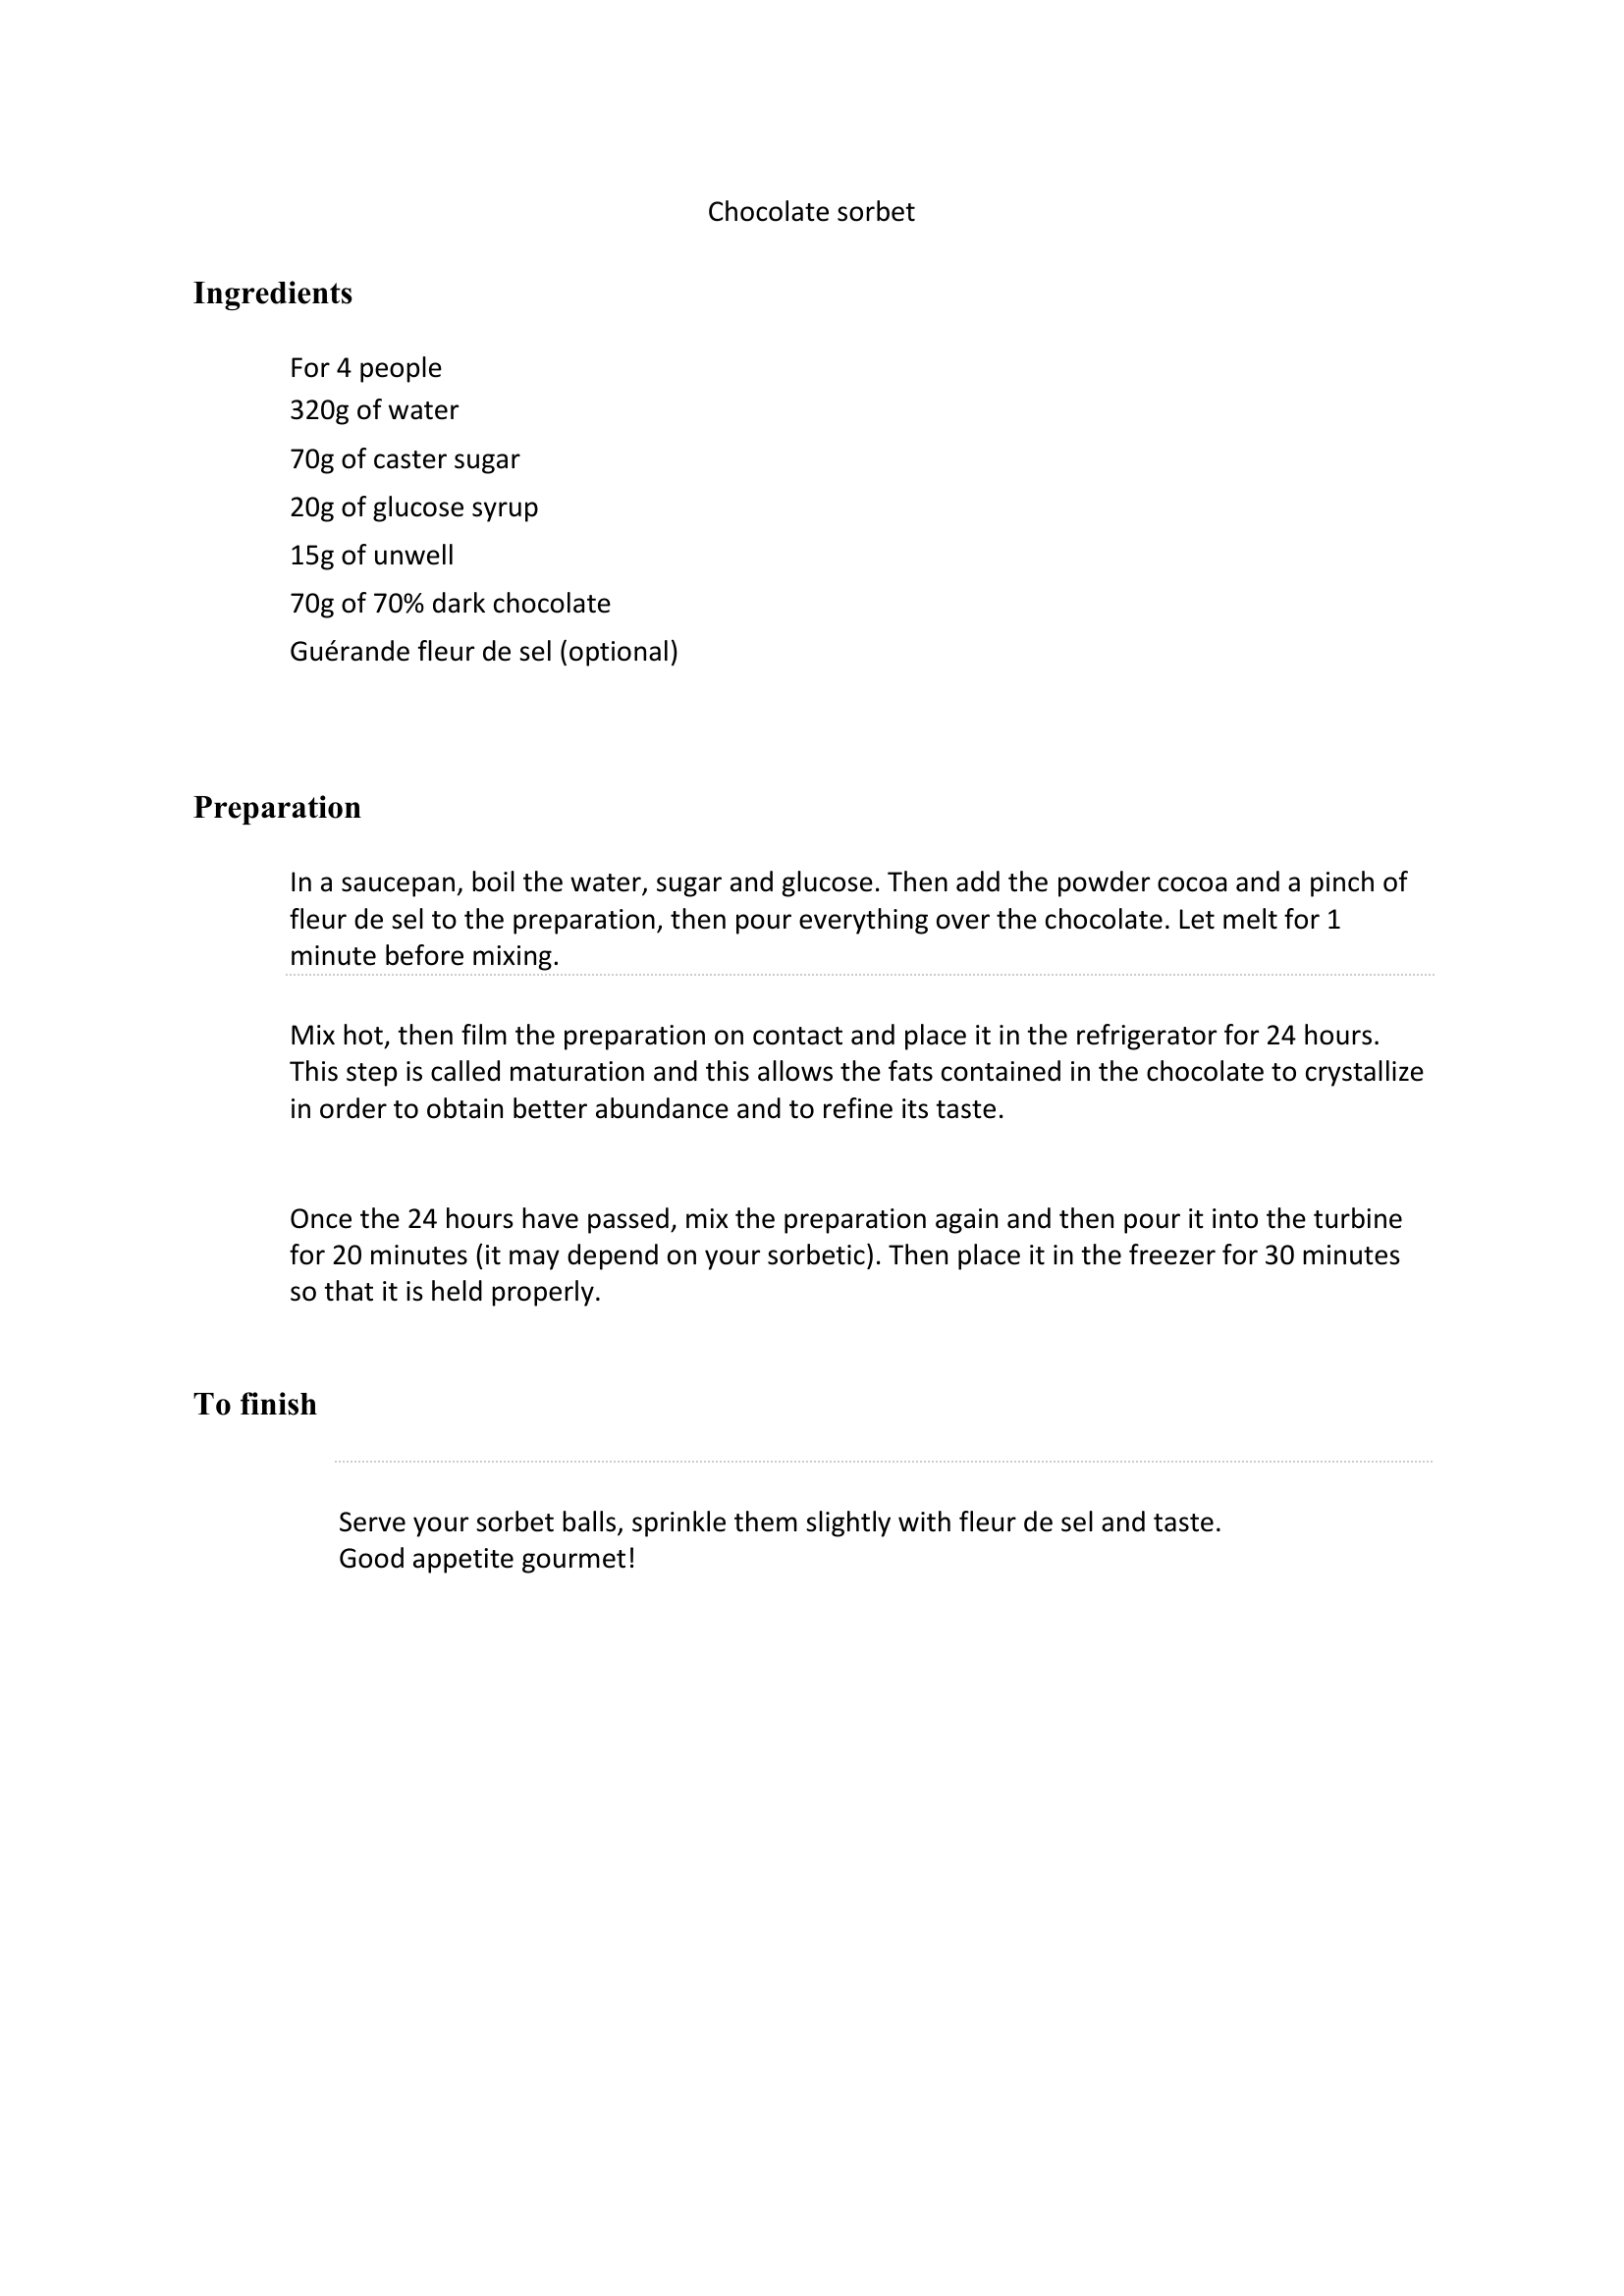 Chocolate sorbet
Ingredients
For 4 people
320g of water
70g of caster sugar
20g of glucose syrup
15g of unwell
70g of 70% dark chocolate
Guérande fleur de sel (optional)
Preparation
In a saucepan, boil the water, sugar and glucose. Then add the powder cocoa and a pinch of
fleur de sel to the preparation, then pour everything over the chocolate. Let melt for 1
minute before mixing.
Mix hot, then film the preparation on contact and place it in the refrigerator for 24 hours.
This step is called maturation and this allows the fats contained in the chocolate to crystallize
in order to obtain better abundance and to refine its taste.
Once the 24 hours have passed, mix the preparation again and then pour it into the turbine
for 20 minutes (it may depend on your sorbetic). Then place it in the freezer for 30 minutes
so that it is held properly.
To finish
Serve your sorbet balls, sprinkle them slightly with fleur de sel and taste.
Good appetite gourmet!